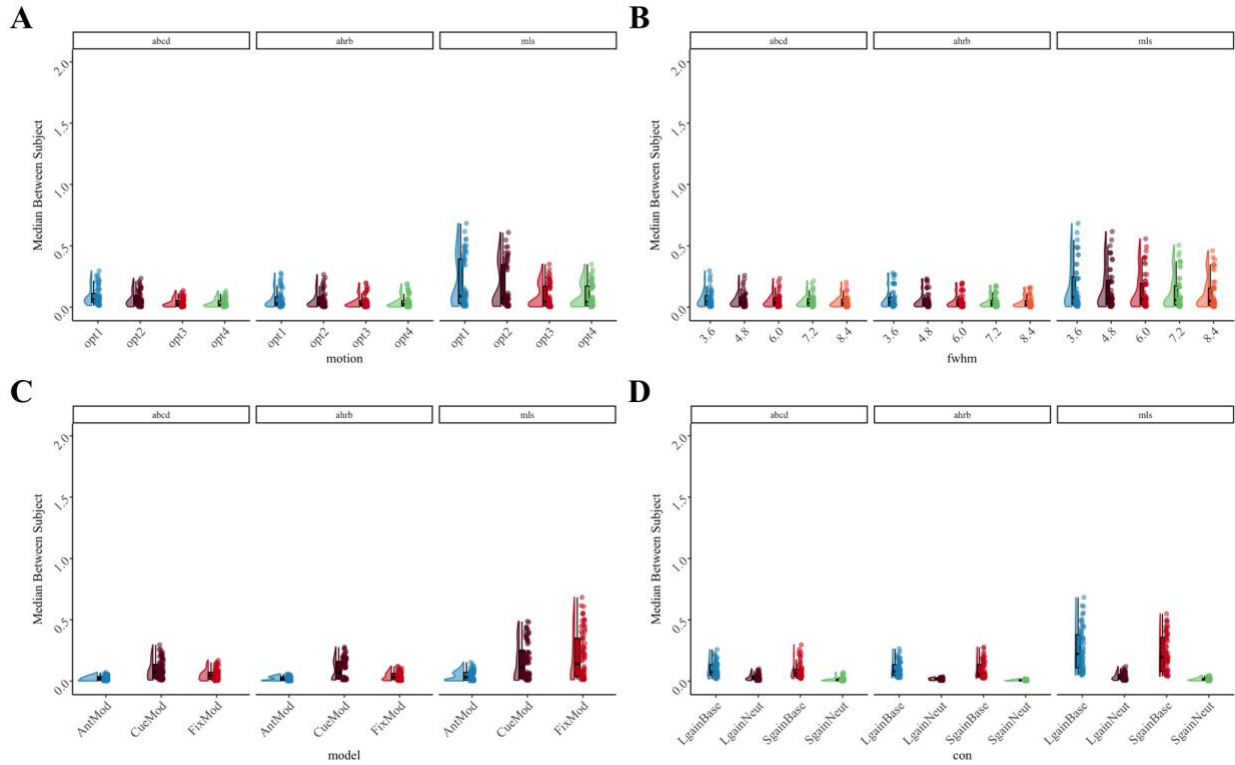 A
abcd ahrb mls
Median Between Subject
2.0
1.5
1.0
0.5
0.0
opt1 opt2 opt3 opt4 opt1 opt2 opt3 opt4 opt1 opt2 opt3 opt4
motion
B
abcd ahrb mls
Median Between Subject
2.0
1.5
1.0
0.5
0.0
3.6 4.8 6.0 7.2 8.4 3.6 4.8 6.0 7.2 8.4 3.6 4.8 6.0 7.2 8.4
fwhm
C
abcd ahrb mls
Median Between Subject
2.0
1.5
1.0
0.5
0.0
AntMod CueMod FixMod AntMod CueMod FixMod AntMod CueMod FixMod
model
D
abcd ahrb mls
Median Between Subject
2.0
1.5
1.0
0.5
0.0
LgainBase LgainNeut SgainBase SgainNeut LgainBase LgainNeut SgainBase SgainNeut LgainBase LgainNeut SgainBase SgainNeut
con